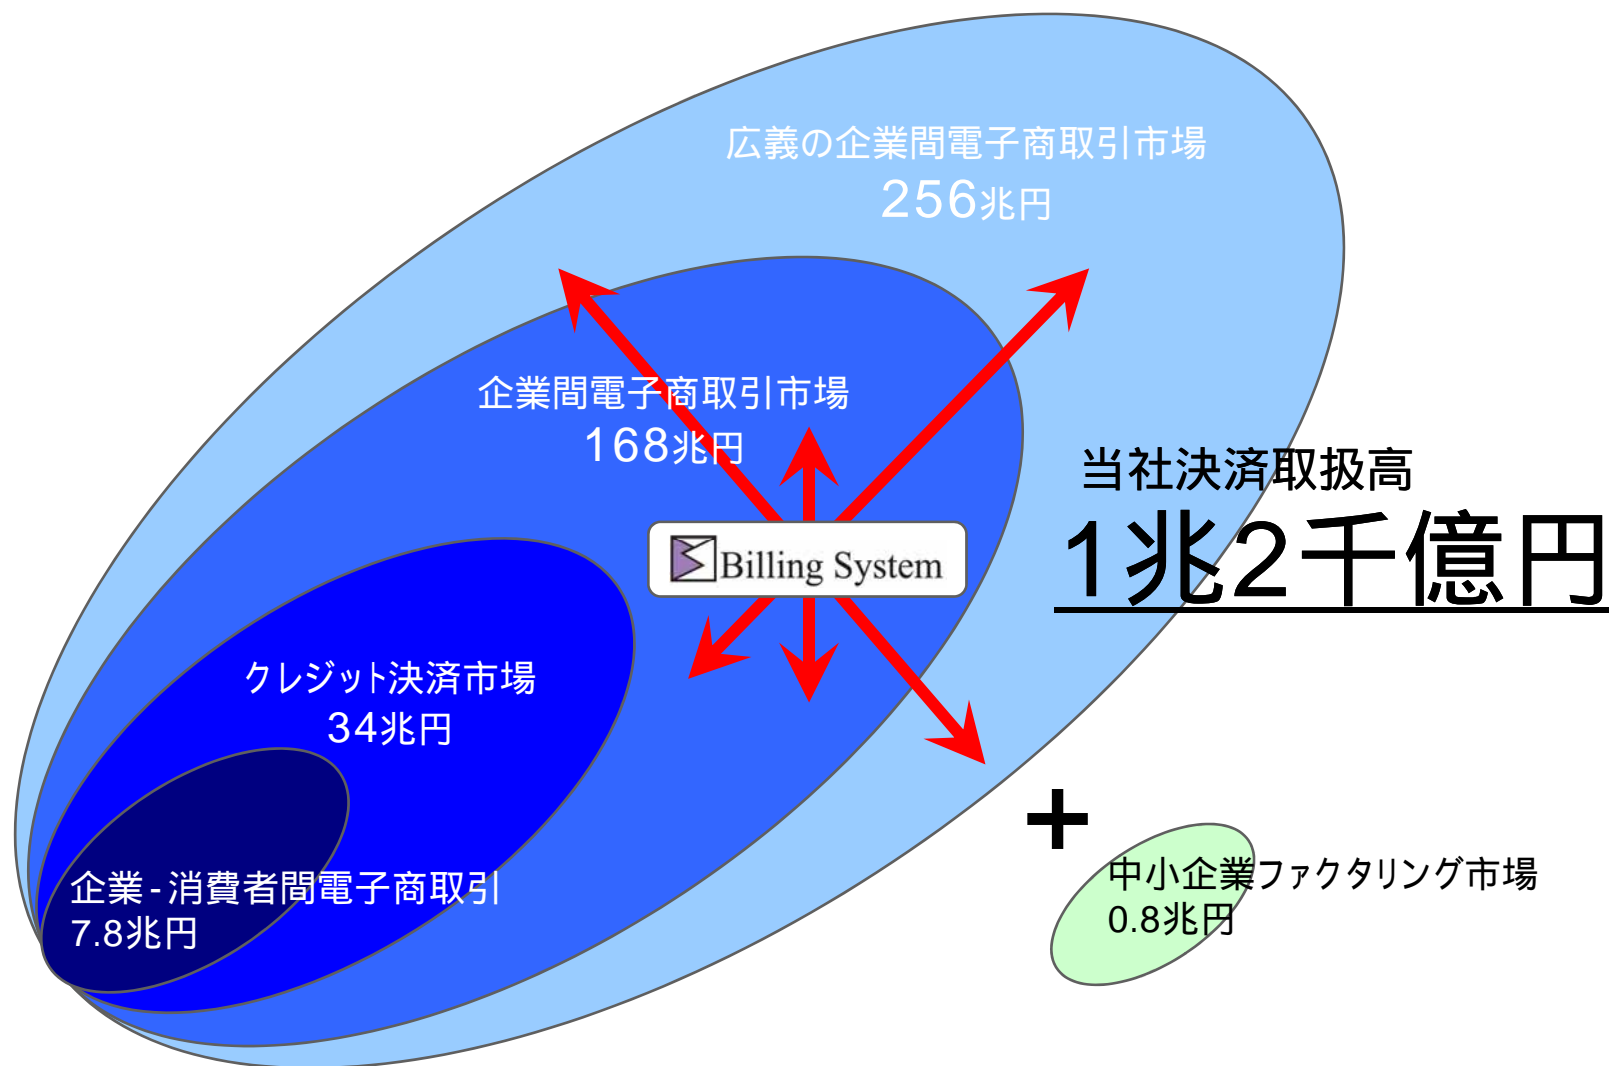 広義の企業間電子商取引市場
256兆円
企業間電子商取引市場
168兆円
当社決済取扱高
1兆2千億円
Billing System
クレジット決済市場
34兆円
+
企業-消費者間電子商取引
7.8兆円
中小企業ファクタリング市場
0.8兆円